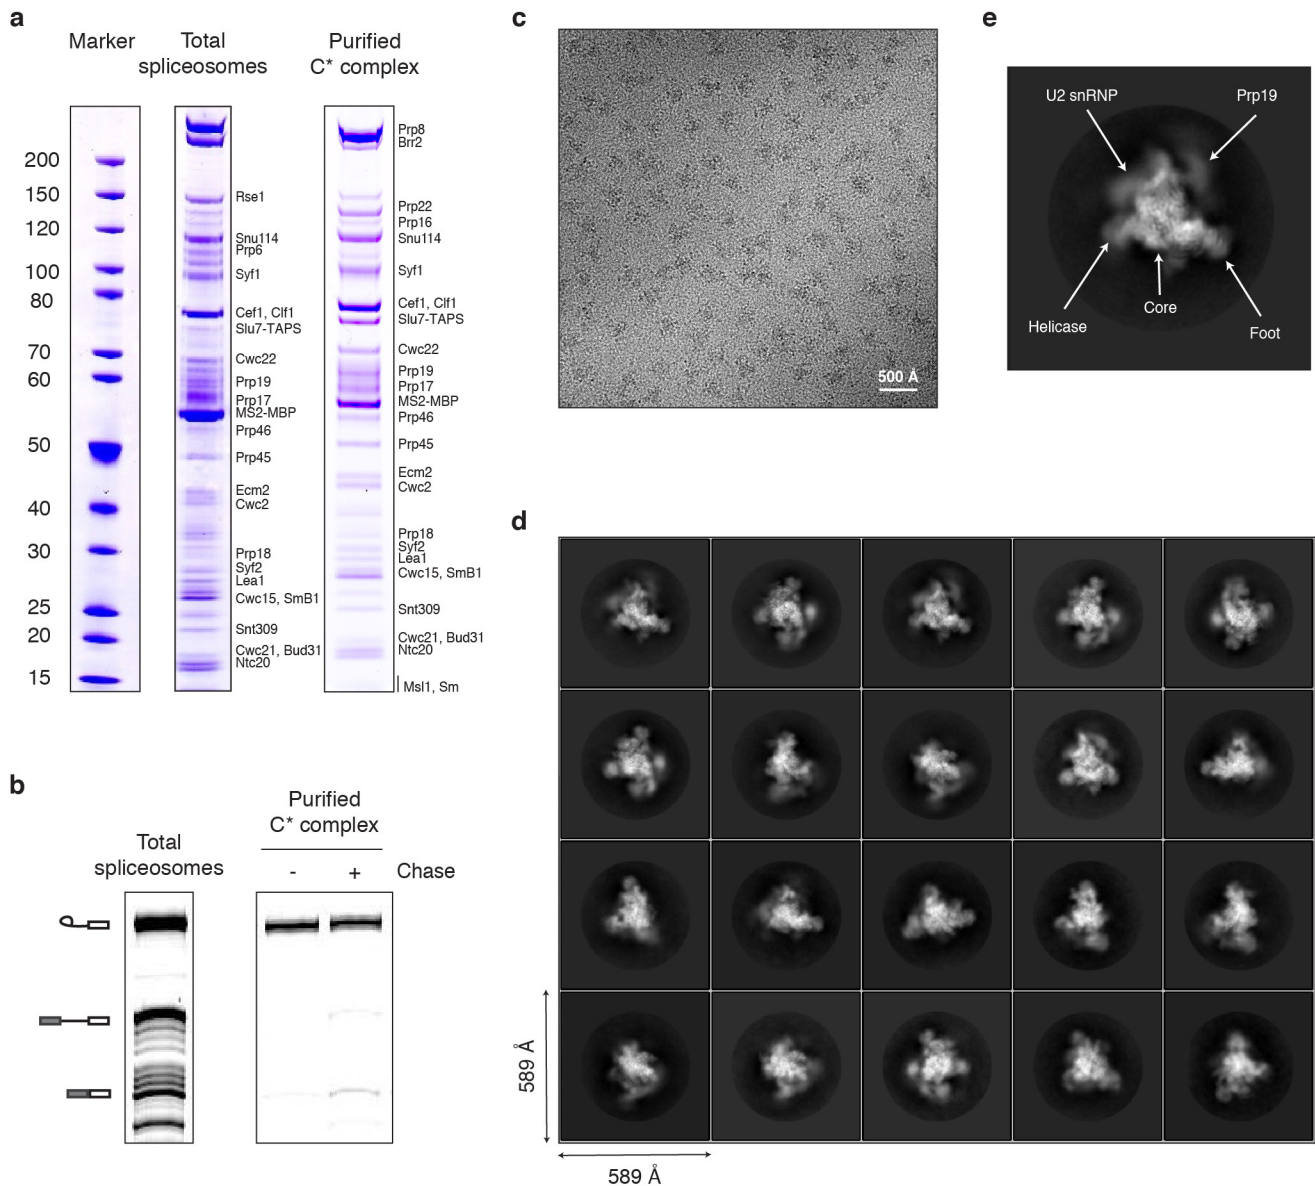 a
Marker
Total
spliceosomes
Purified
C* complex
200
150
120
100
80
70
60
50
40
30
25
20
15
Rse1
Snu114
Prp6
Syf1
Cef1, Clf1
Slu7-TAPS
Cwc22
Prp19
Prp17
MS2-MBP
Prp46
Prp45
Ecm2
Cwc2
Prp18
Syf2
Lea1
Cwc15, SmB1
Snt309
Cwc21, Bud31
Ntc20
Prp8
Brr2
Prp22
Prp16
Snu114
Syf1
Cef1, Clf1
Slu7-TAPS
Cwc22
Prp19
Prp17
MS2-MBP
Prp46
Prp45
Ecm2
Cwc2
Prp18
Syf2
Lea1
Cwc15, SmB1
Snt309
Cwc21, Bud31
Ntc20
Msl1, Sm
b
Total
spliceosomes
Purified
C* complex
- + Chase
c
500 Å
d
589 Å
589 Å
e
U2 snRNP
Prp19
Helicase
Core
Foot